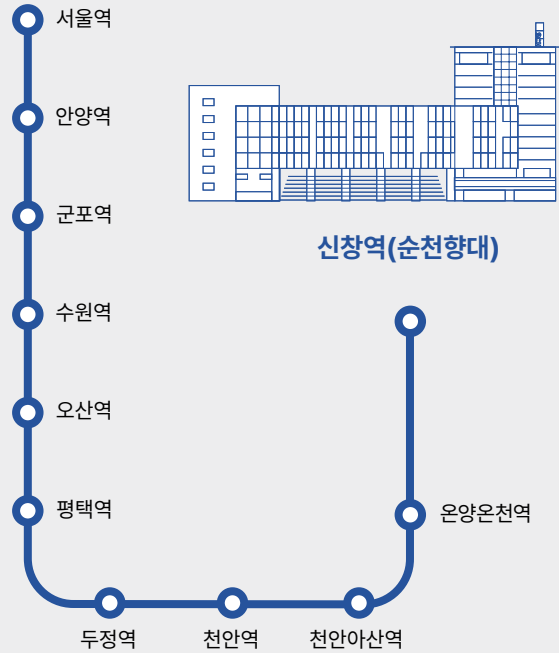 서울역
안양역
군포역
수원역
오산역
평택역
두정역
천안역
천안아산역
온양온천역
신창역(순천향대)